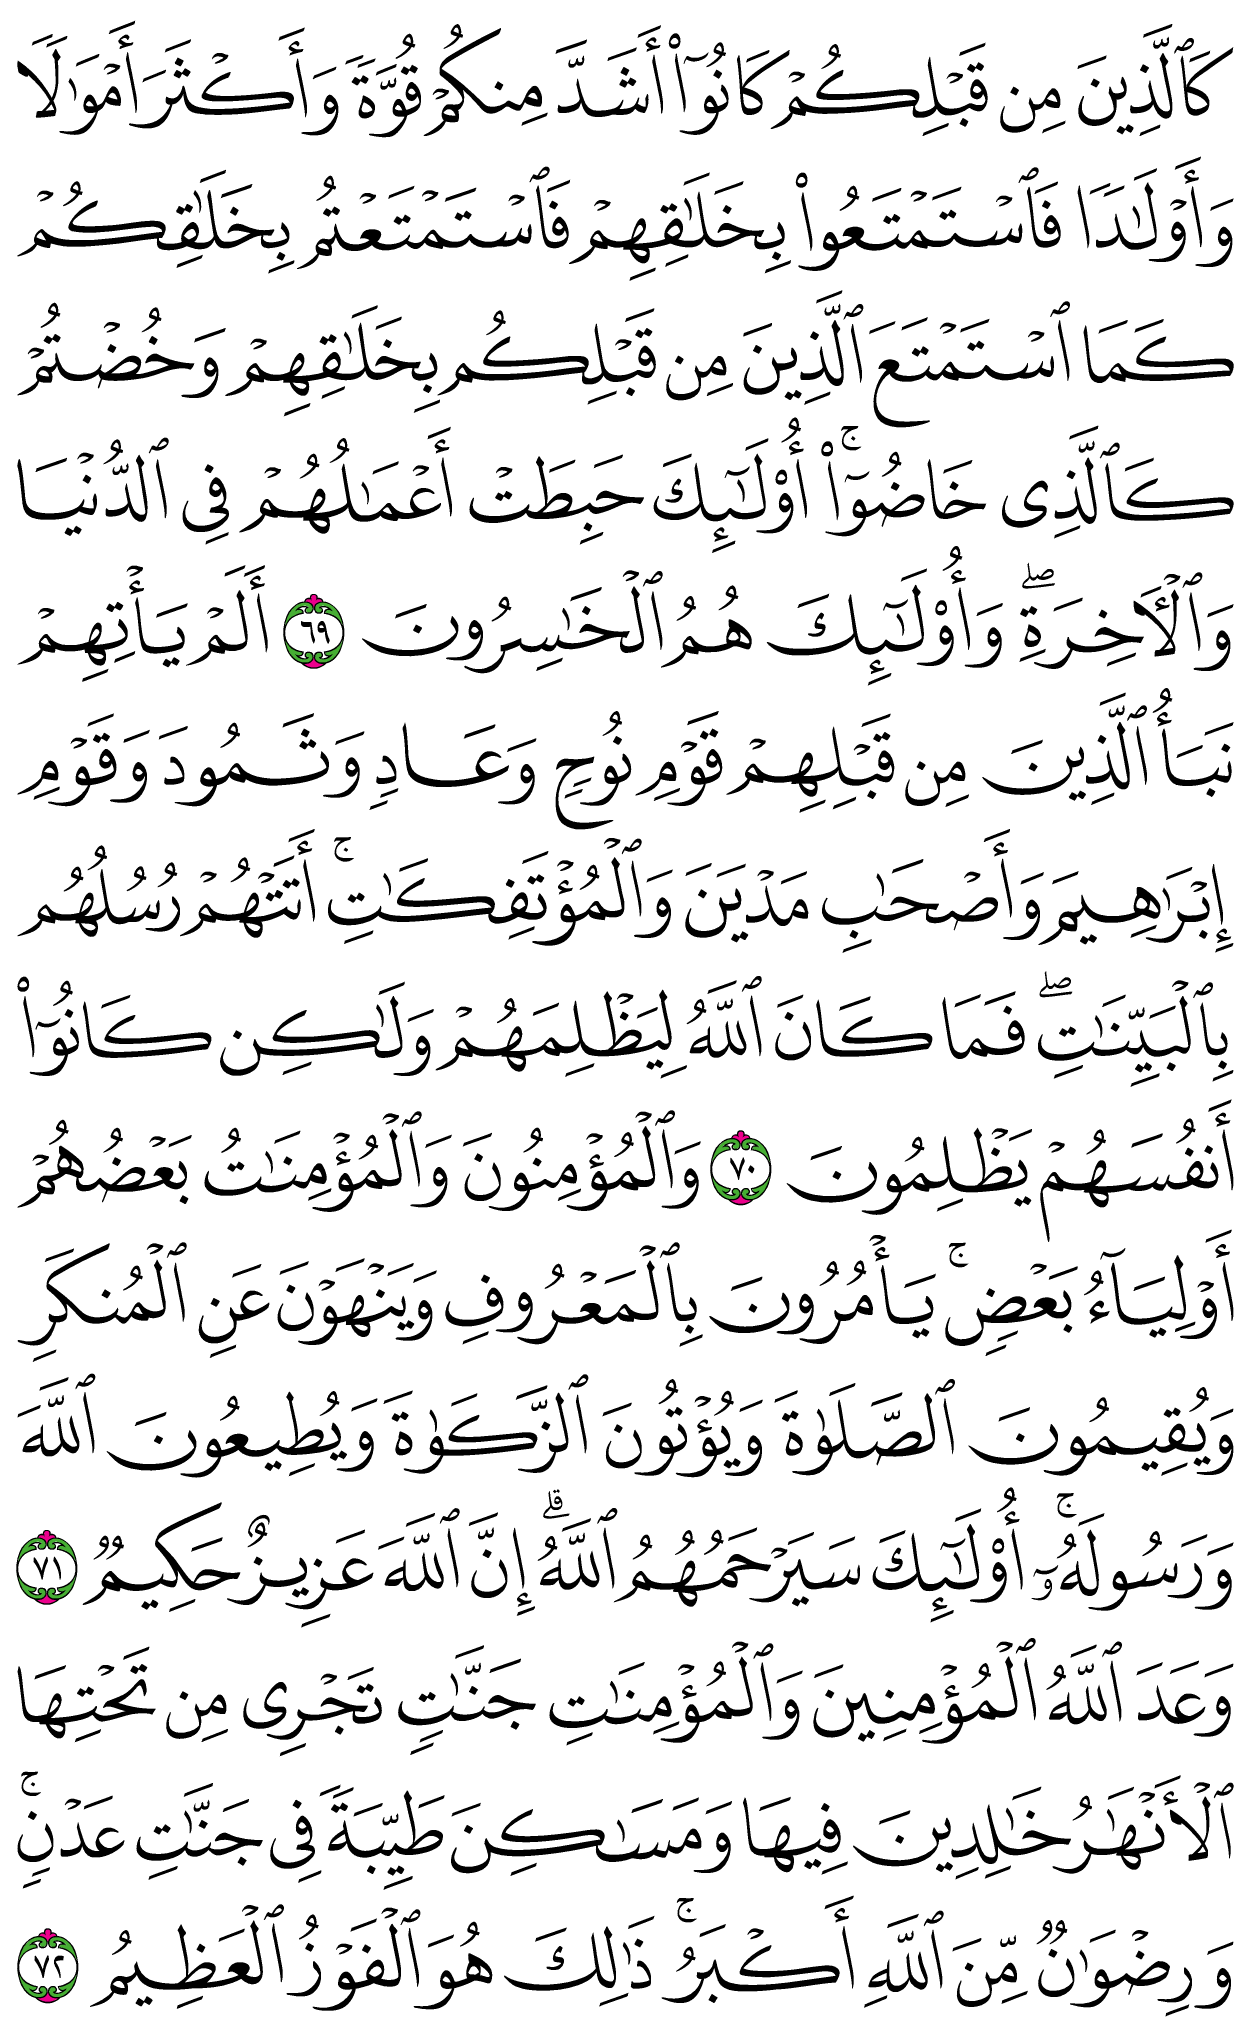 كَٱلَّذِينَ مِن قَبْلِكُمْ كَانُوٓا۟ أَشَدَّ مِنكُمْ قُوَّةً وَأَكْثَرَ أَمْوَٰلًا
وَأَوْلَٰدًا فَٱسْتَمْتَعُوا۟ بِخَلَٰقِهِمْ فَٱسْتَمْتَعْتُم بِخَلَٰقِكُمْ
كَمَا ٱسْتَمْتَعَ ٱلَّذِينَ مِن قَبْلِكُم بِخَلَٰقِهِمْ وَخُضْتُمْ
كَٱلَّذِى خَاضُوٓا۟ ۚ أُو۟لَٰٓئِكَ حَبِطَتْ أَعْمَٰلُهُمْ فِى ٱلدُّنْيَا
وَٱلْءَاخِرَةِ ۖ وَأُو۟لَٰٓئِكَ هُمُ ٱلْخَٰسِرُونَ ٦٩ أَلَمْ يَأْتِهِمْ
نَبَأُ ٱلَّذِينَ مِن قَبْلِهِمْ قَوْمِ نُوحٍ وَعَادٍ وَثَمُودَ وَقَوْمِ
إِبْرَٰهِيمَ وَأَصْحَٰبِ مَدْيَنَ وَٱلْمُؤْتَفِكَٰتِ ۚ أَتَتْهُمْ رُسُلُهُم
بِٱلْبَيِّنَٰتِ ۖ فَمَا كَانَ ٱللَّهُ لِيَظْلِمَهُمْ وَلَٰكِن كَانُوٓا۟
أَنفُسَهُمْ يَظْلِمُونَ ٧٠ وَٱلْمُؤْمِنُونَ وَٱلْمُؤْمِنَٰتُ بَعْضُهُمْ
أَوْلِيَآءُ بَعْضٍ ۚ يَأْمُرُونَ بِٱلْمَعْرُوفِ وَيَنْهَوْنَ عَنِ ٱلْمُنكَرِ
وَيُقِيمُونَ ٱلصَّلَوٰةَ وَيُؤْتُونَ ٱلزَّكَوٰةَ وَيُطِيعُونَ ٱللَّهَ
وَرَسُولَهُۥٓ ۚ أُو۟لَٰٓئِكَ سَيَرْحَمُهُمُ ٱللَّهُ ۗ إِنَّ ٱللَّهَ عَزِيزٌ حَكِيمٌ ٧١
وَعَدَ ٱللَّهُ ٱلْمُؤْمِنِينَ وَٱلْمُؤْمِنَٰتِ جَنَّٰتٍ تَجْرِى مِن تَحْتِهَا
ٱلْأَنْهَٰرُ خَٰلِدِينَ فِيهَا وَمَسَٰكِنَ طَيِّبَةً فِى جَنَّٰتِ عَدْنٍ ۚ
وَرِضْوَٰنٌ مِّنَ ٱللَّهِ أَكْبَرُ ۚ ذَٰلِكَ هُوَ ٱلْفَوْزُ ٱلْعَظِيمُ ٧٢